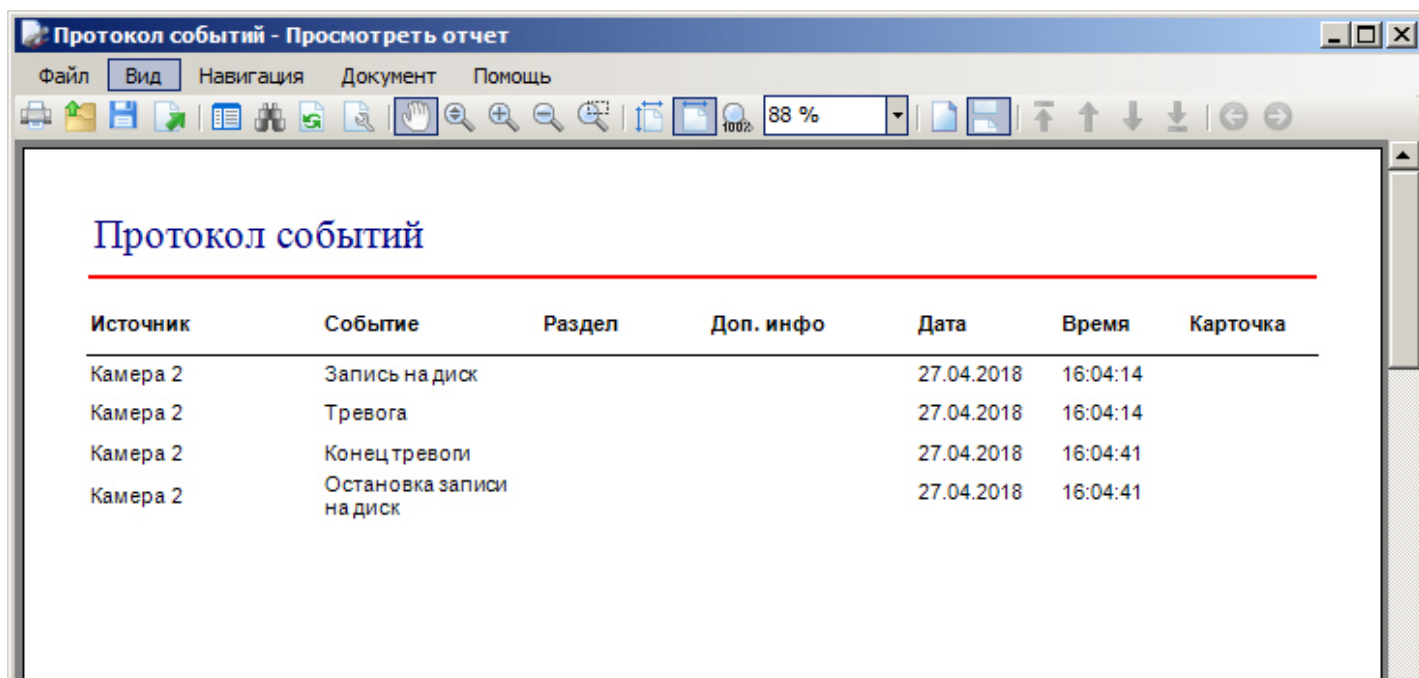 Протокол событий - Просмотреть отчет
Файл Вид Навигация Документ Помощь
100% 88 %
Протокол событий
Источник Событие Раздел Доп. инфо Дата Время Карточка
Камера 2 Запись на диск 27.04.2018 16:04:14
Камера 2 Тревога 27.04.2018 16:04:14
Камера 2 Конец тревоги 27.04.2018 16:04:41
Камера 2 Остановка записи 27.04.2018 16:04:41
на диск